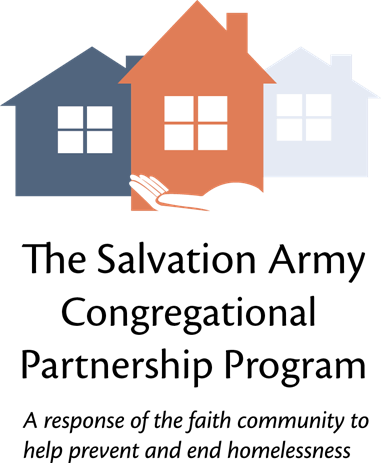 The Salvation Army
Congregational
Partnership Program
A response of the faith community to
help prevent and end homelessness